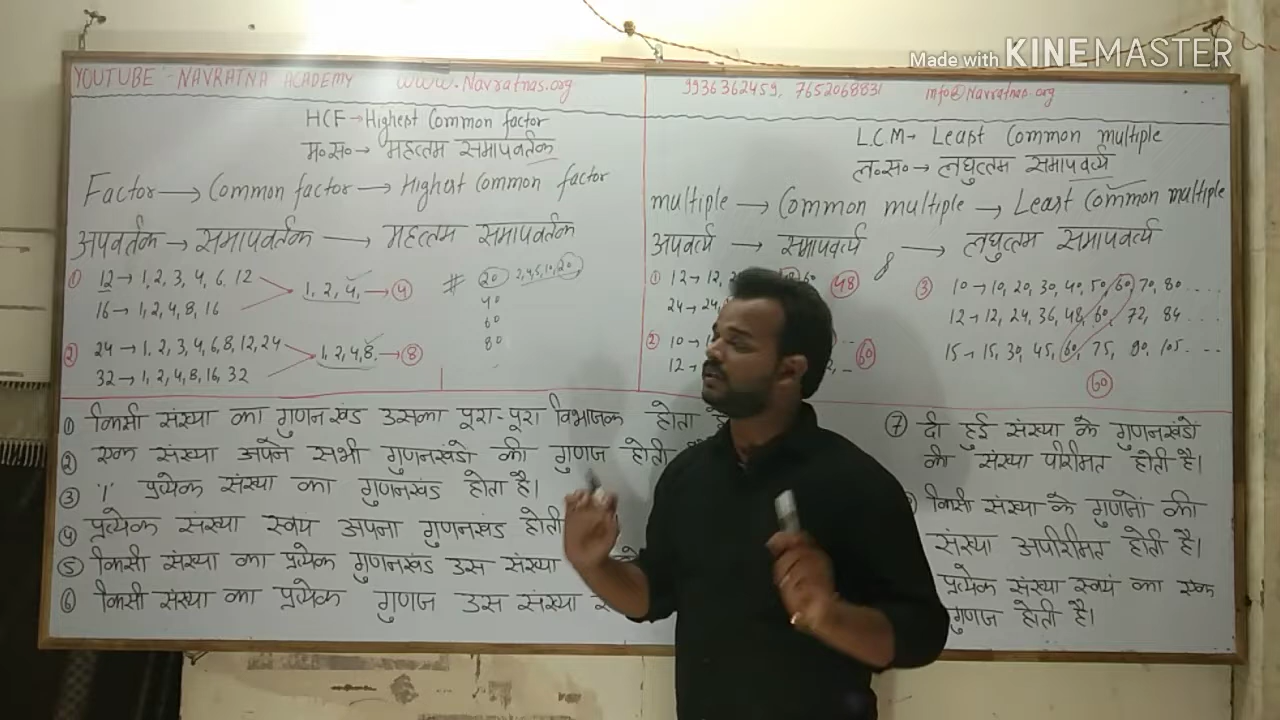 Made with KINEMASTER
YOUTUBE - NAVRATNA ACADEMY www.Navratnas.org
9936362459, 7652068831 info@Navratnas.org
HCF → Highest Common factor
म० स० → महत्तम समापवर्तक
Factor → Common factor → Highest Common factor
अपवर्तक → समापवर्तक → महत्तम समापवर्तक
① 12 → 1, 2, 3, 4, 6, 12
16 → 1, 2, 4, 8, 16
1, 2, 4, → ④
② 24 → 1, 2, 3, 4, 6, 8, 12, 24
32 → 1, 2, 4, 8, 16, 32
1, 2, 4, 8 → ⑧
# 20 2, 4, 5, 10, 20
40
60
80
L.C.M → Least Common multiple
ल० स० → लघुत्तम समापवर्त्य
multiple → Common multiple → Least Common multiple
अपवर्त्य → समापवर्त्य → लघुत्तम समापवर्त्य
① 12 → 12, 60 48
24 → 24,
② 10 → 60
12 →
③ 10 → 10, 20, 30, 40, 50, 60, 70, 80 .....
12 → 12, 24, 36, 48, 60, 72, 84 ....
15 → 15, 30, 45, 60, 75, 90, 105 ...
60
① किसी संख्या का गुणनखंड उसका पूरा-पूरा विभाजक होता
② एक संख्या अपने सभी गुणनखंडो की गुणज होती
③ '1' प्रत्येक संख्या का गुणनखंड होता है।
④ प्रत्येक संख्या स्वयं अपना गुणनखंड होती
⑤ किसी संख्या का प्रत्येक गुणनखंड उस संख्या
⑥ किसी संख्या का प्रत्येक गुणज उस संख्या
⑦ दी हुई संख्या के गुणनखंडो
की संख्या परीमित होती है।
किसी संख्या के गुणजों की
संख्या अपरीमित होती है।
प्रत्येक संख्या स्वयं का एक
गुणज होती है।